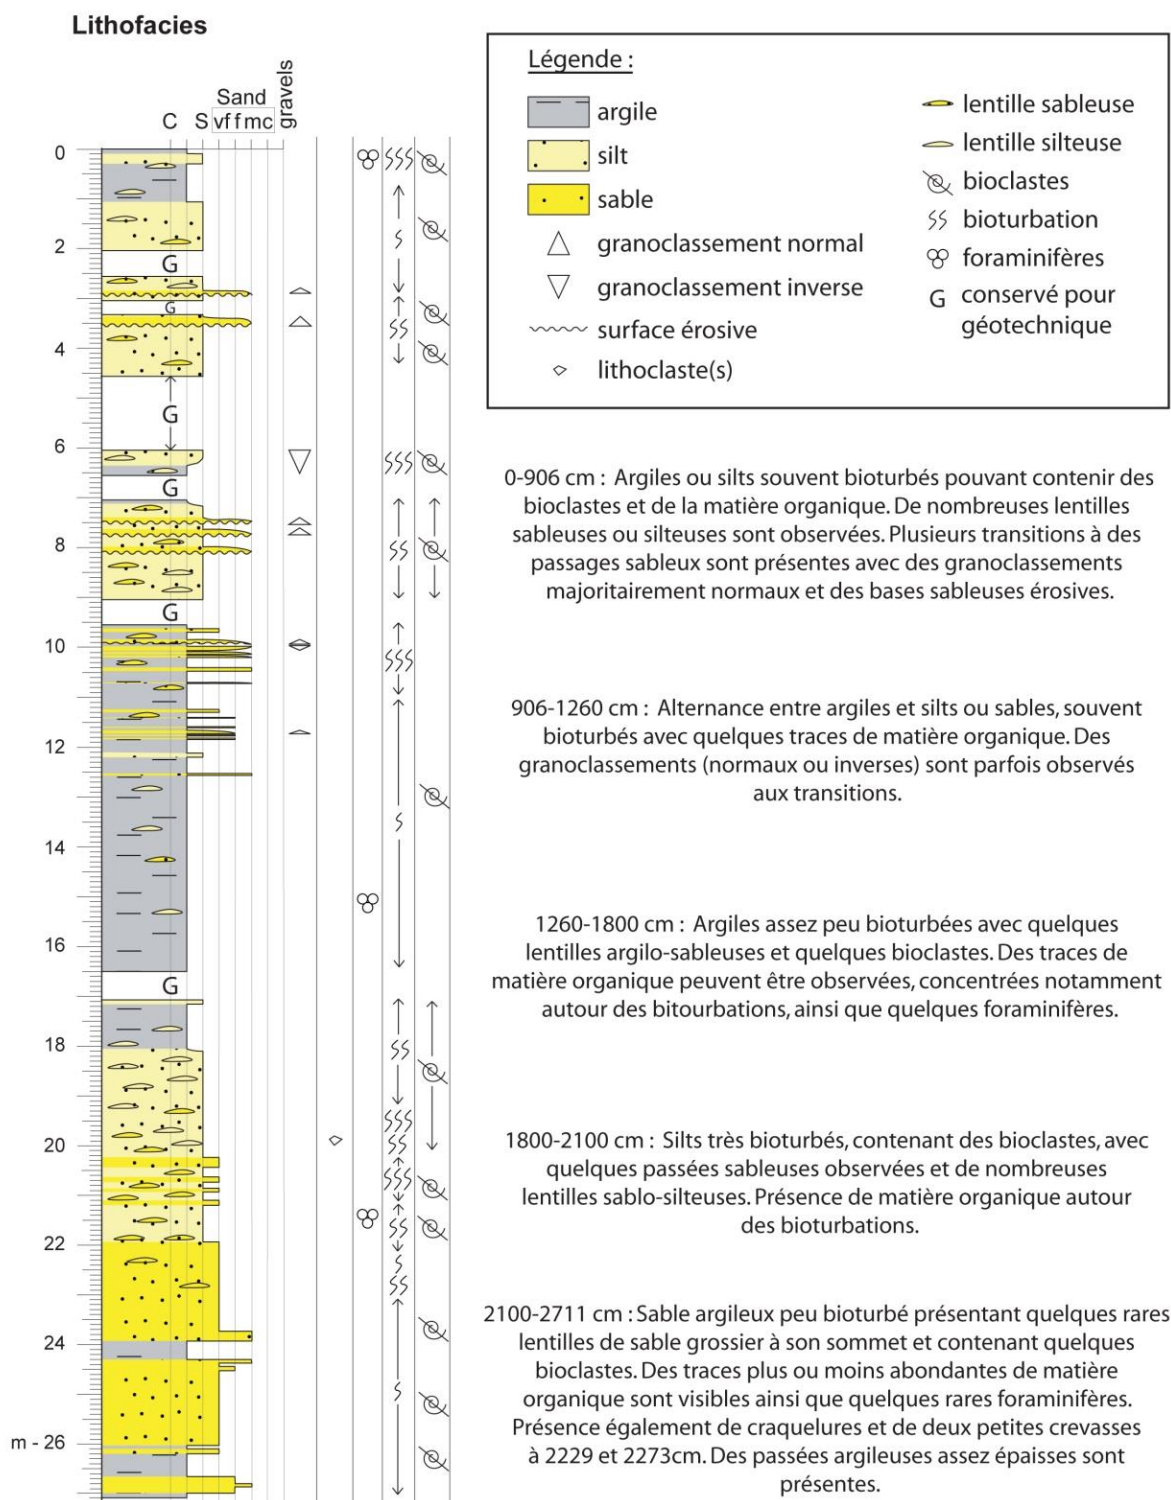 Lithofacies
gravels
Sand
C S vf f m c
0
2
4
6
8
10
12
14
16
18
20
22
24
m - 26
G
G
G
G
G
G
Légende :
argile
silt
sable
granoclassement normal
granoclassement inverse
surface érosive
lithoclaste(s)
lentille sableuse
lentille silteuse
bioclastes
bioturbation
foraminifères
G conservé pour
géotechnique
0-906 cm : Argiles ou silts souvent bioturbés pouvant contenir des
bioclastes et de la matière organique. De nombreuses lentilles
sableuses ou silteuses sont observées. Plusieurs transitions à des
passages sableux sont présentes avec des granoclassements
majoritairement normaux et des bases sableuses érosives.
906-1260 cm : Alternance entre argiles et silts ou sables, souvent
bioturbés avec quelques traces de matière organique. Des
granoclassements (normaux ou inverses) sont parfois observés
aux transitions.
1260-1800 cm : Argiles assez peu bioturbées avec quelques
lentilles argilo-sableuses et quelques bioclastes. Des traces de
matière organique peuvent être observées, concentrées notamment
autour des bitourbations, ainsi que quelques foraminifères.
1800-2100 cm : Silts très bioturbés, contenant des bioclastes, avec
quelques passées sableuses observées et de nombreuses
lentilles sablo-silteuses. Présence de matière organique autour
des bioturbations.
2100-2711 cm : Sable argileux peu bioturbé présentant quelques rares
lentilles de sable grossier à son sommet et contenant quelques
bioclastes. Des traces plus ou moins abondantes de matière
organique sont visibles ainsi que quelques rares foraminifères.
Présence également de craquelures et de deux petites crevasses
à 2229 et 2273cm. Des passées argileuses assez épaisses sont
présentes.